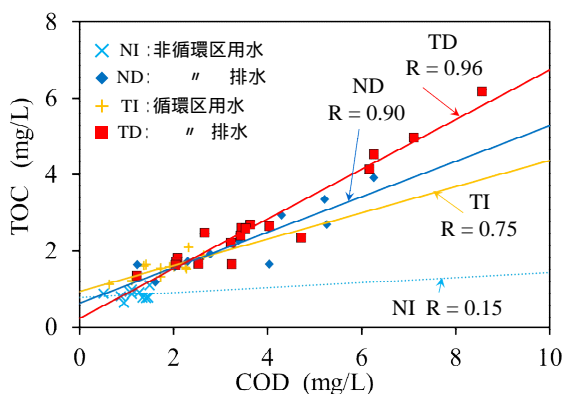 8
6
4
2
0
TOC (mg/L)
NI : 非循環区用水
ND : 〃 排水
TI : 循環区用水
TD : 〃 排水
TD
R = 0.96
ND
R = 0.90
TI
R = 0.75
NI R = 0.15
0 2 4 6 8 10
COD (mg/L)